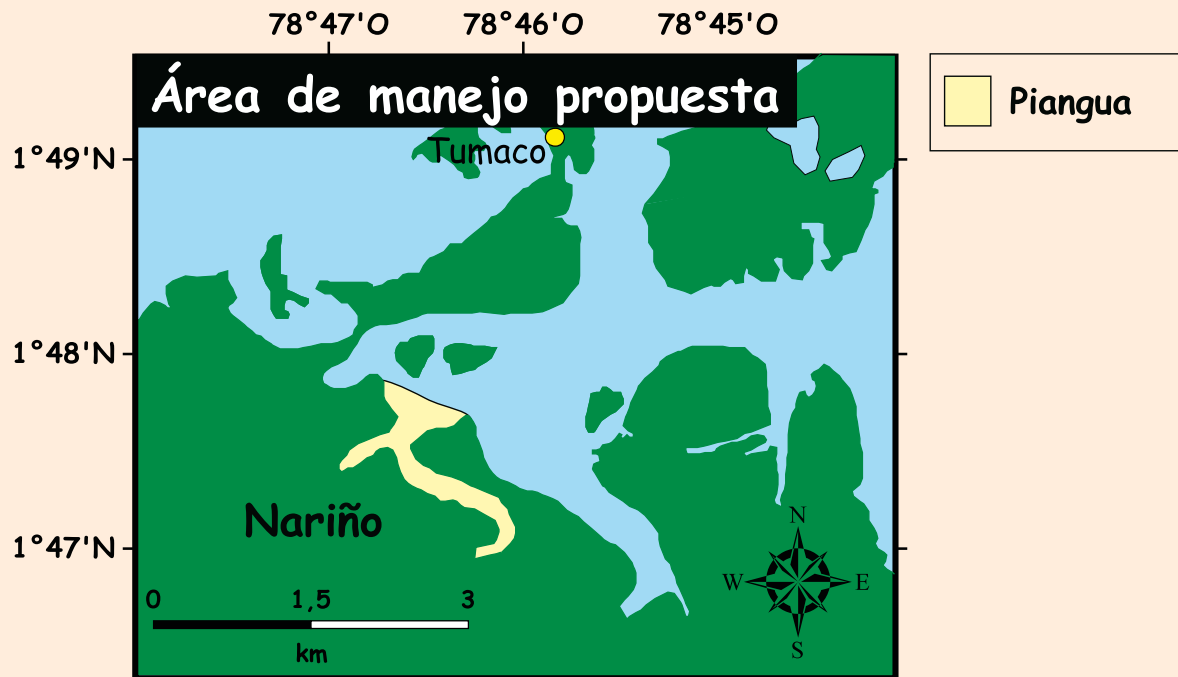 78°47'O 78°46'O 78°45'O
Área de manejo propuesta
Piangua
Tumaco
1°49'N
1°48'N
Nariño
1°47'N
N
W E
S
0 1,5 3
km